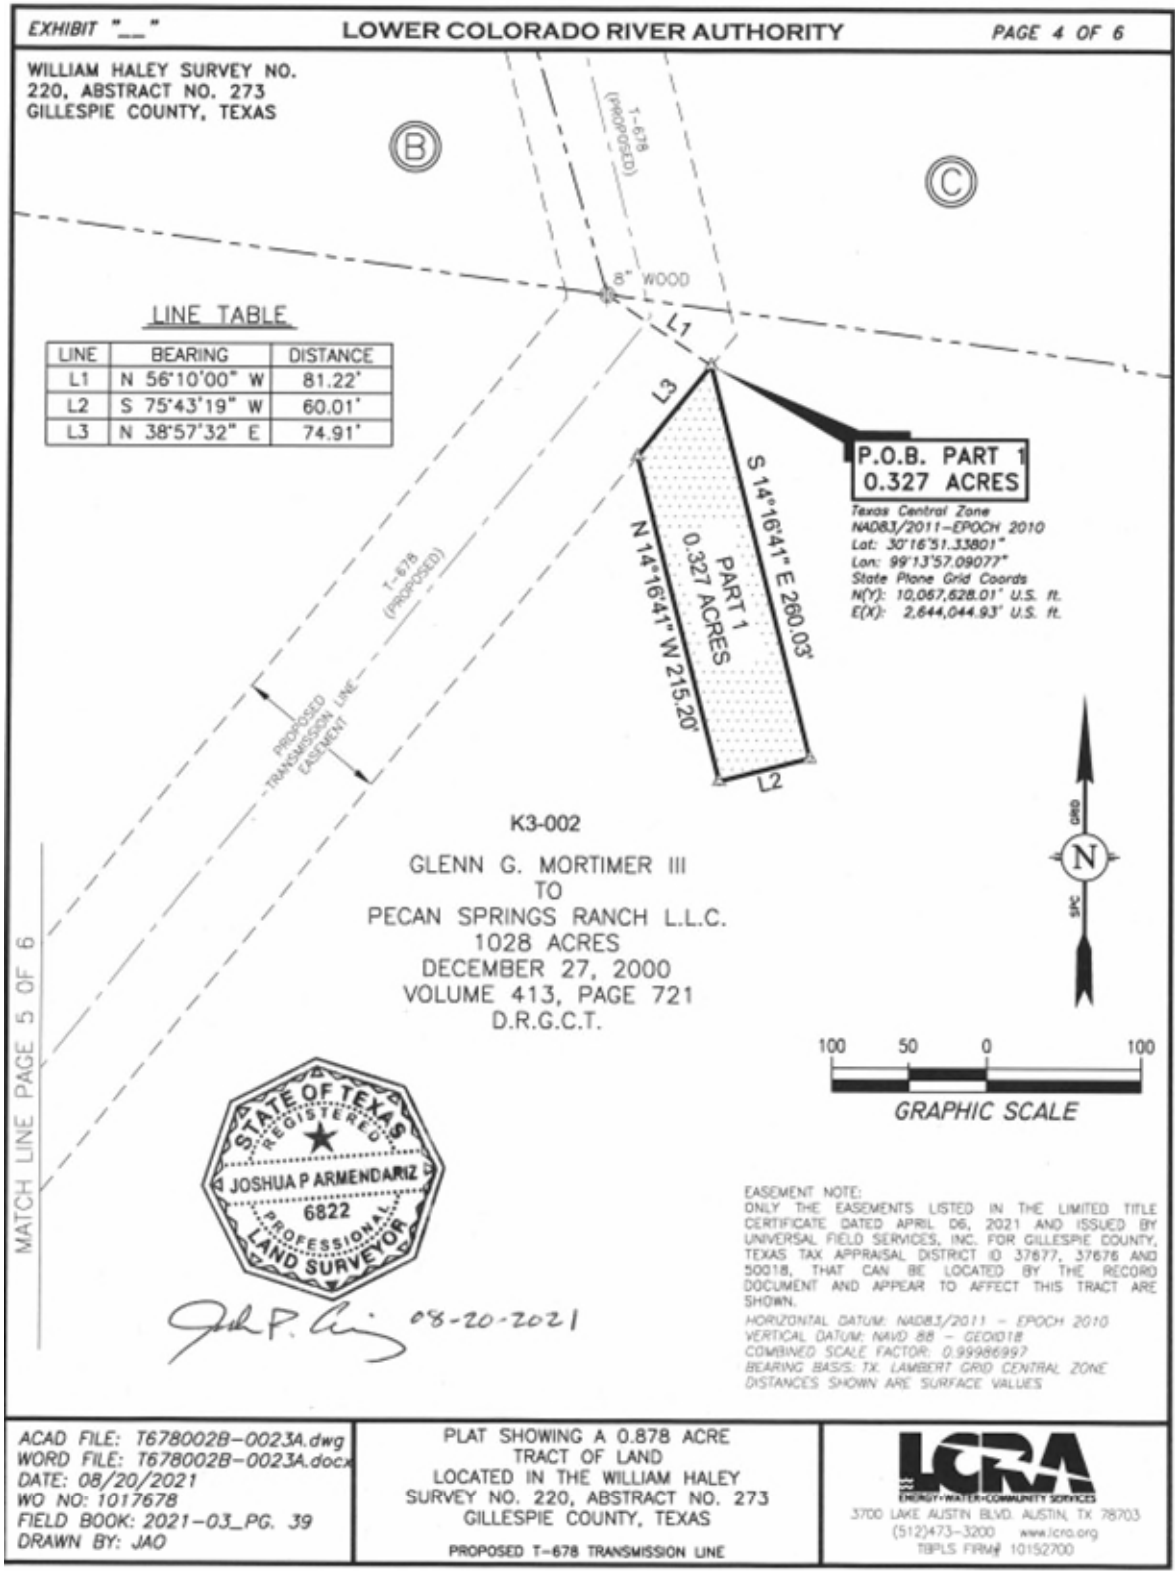 EXHIBIT "__"
LOWER COLORADO RIVER AUTHORITY
PAGE 4 OF 6
WILLIAM HALEY SURVEY NO.
220, ABSTRACT NO. 273
GILLESPIE COUNTY, TEXAS
B
T-678
(PROPOSED)
C
8" WOOD
L1
LINE TABLE
LINE BEARING DISTANCE
L1 N 56°10'00" W 81.22'
L2 S 75°43'19" W 60.01'
L3 N 38°57'32" E 74.91'
L3
P.O.B. PART 1
0.327 ACRES
Texas Central Zone
NAD83/2011-EPOCH 2010
Lat: 30°16'51.33801"
Lon: 99°13'57.09077"
State Plane Grid Coords
N(Y): 10,067,628.01' U.S. ft.
E(X): 2,644,044.93' U.S. ft.
S 14°16'41" E 260.03'
PART 1
0.327 ACRES
N 14°16'41" W 215.20'
L2
T-678
(PROPOSED)
PROPOSED
TRANSMISSION LINE
EASEMENT
K3-002
GLENN G. MORTIMER III
TO
PECAN SPRINGS RANCH L.L.C.
1028 ACRES
DECEMBER 27, 2000
VOLUME 413, PAGE 721
D.R.G.C.T.
GRID
N
SPC
MATCH LINE PAGE 5 OF 6
100 50 0 100
GRAPHIC SCALE
STATE OF TEXAS
REGISTERED
JOSHUA P ARMENDARIZ
6822
PROFESSIONAL
LAND SURVEYOR
08-20-2021
EASEMENT NOTE:
ONLY THE EASEMENTS LISTED IN THE LIMITED TITLE
CERTIFICATE DATED APRIL 06, 2021 AND ISSUED BY
UNIVERSAL FIELD SERVICES, INC. FOR GILLESPIE COUNTY,
TEXAS TAX APPRAISAL DISTRICT ID 37677, 37676 AND
50018, THAT CAN BE LOCATED BY THE RECORD
DOCUMENT AND APPEAR TO AFFECT THIS TRACT ARE
SHOWN.
HORIZONTAL DATUM: NAD83/2011 - EPOCH 2010
VERTICAL DATUM: NAVD 88 - GEOID18
COMBINED SCALE FACTOR: 0.99986997
BEARING BASIS: TX. LAMBERT GRID CENTRAL ZONE
DISTANCES SHOWN ARE SURFACE VALUES
ACAD FILE: T678002B-0023A.dwg
WORD FILE: T678002B-0023A.docx
DATE: 08/20/2021
WO NO: 1017678
FIELD BOOK: 2021-03_PG. 39
DRAWN BY: JAO
PLAT SHOWING A 0.878 ACRE
TRACT OF LAND
LOCATED IN THE WILLIAM HALEY
SURVEY NO. 220, ABSTRACT NO. 273
GILLESPIE COUNTY, TEXAS
PROPOSED T-678 TRANSMISSION LINE
LCRA
ENERGY•WATER•COMMUNITY SERVICES
3700 LAKE AUSTIN BLVD. AUSTIN, TX 78703
(512)473-3200 www.lcra.org
TBPLS FIRM# 10152700